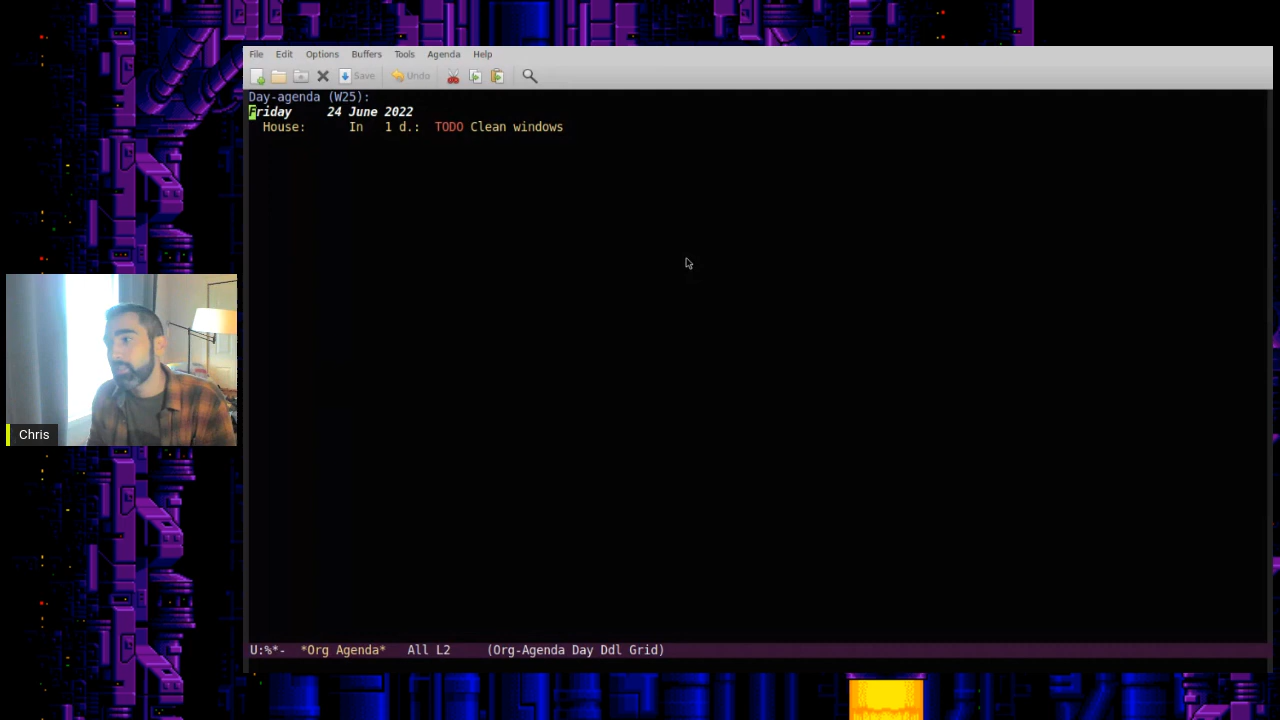 File Edit Options Buffers Tools Agenda Help
Save Undo
Day-agenda (W25):
Friday 24 June 2022
House: In 1 d.: TODO Clean windows
Chris
U:%*- *Org Agenda* All L2 (Org-Agenda Day Ddl Grid)